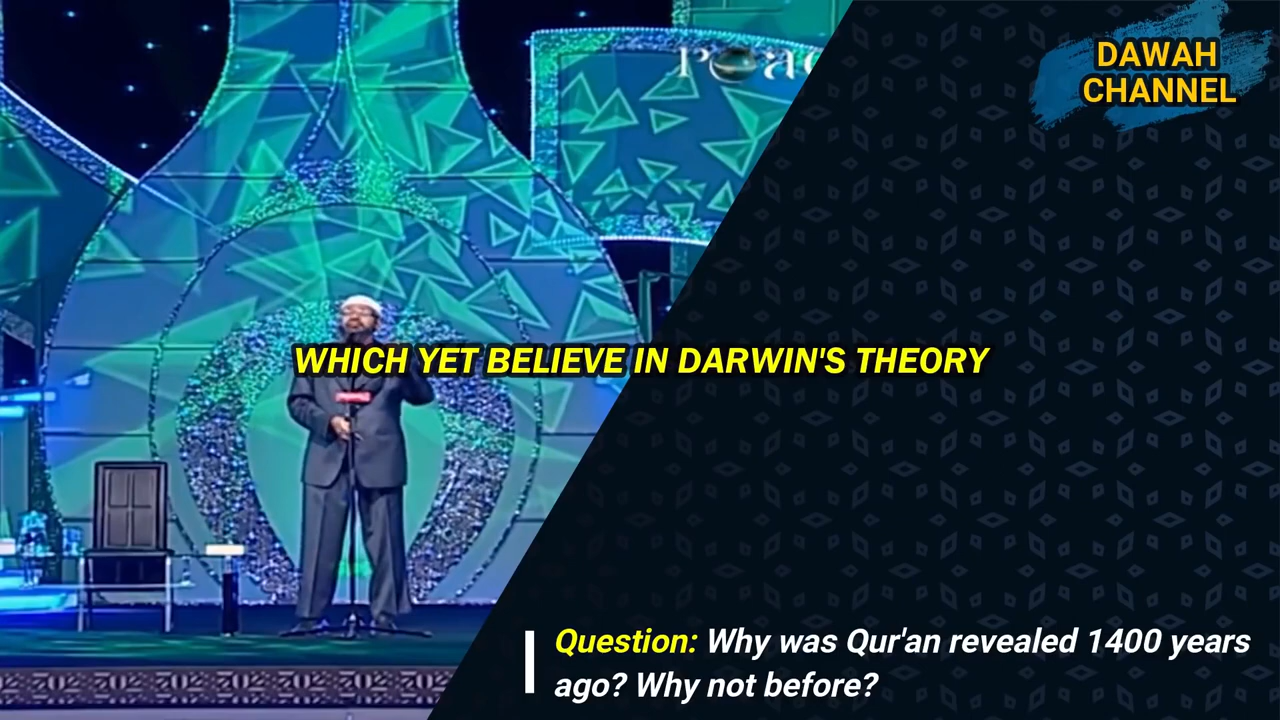 DAWAH
CHANNEL
WHICH YET BELIEVE IN DARWIN'S THEORY
Question: Why was Qur'an revealed 1400 years
ago? Why not before?